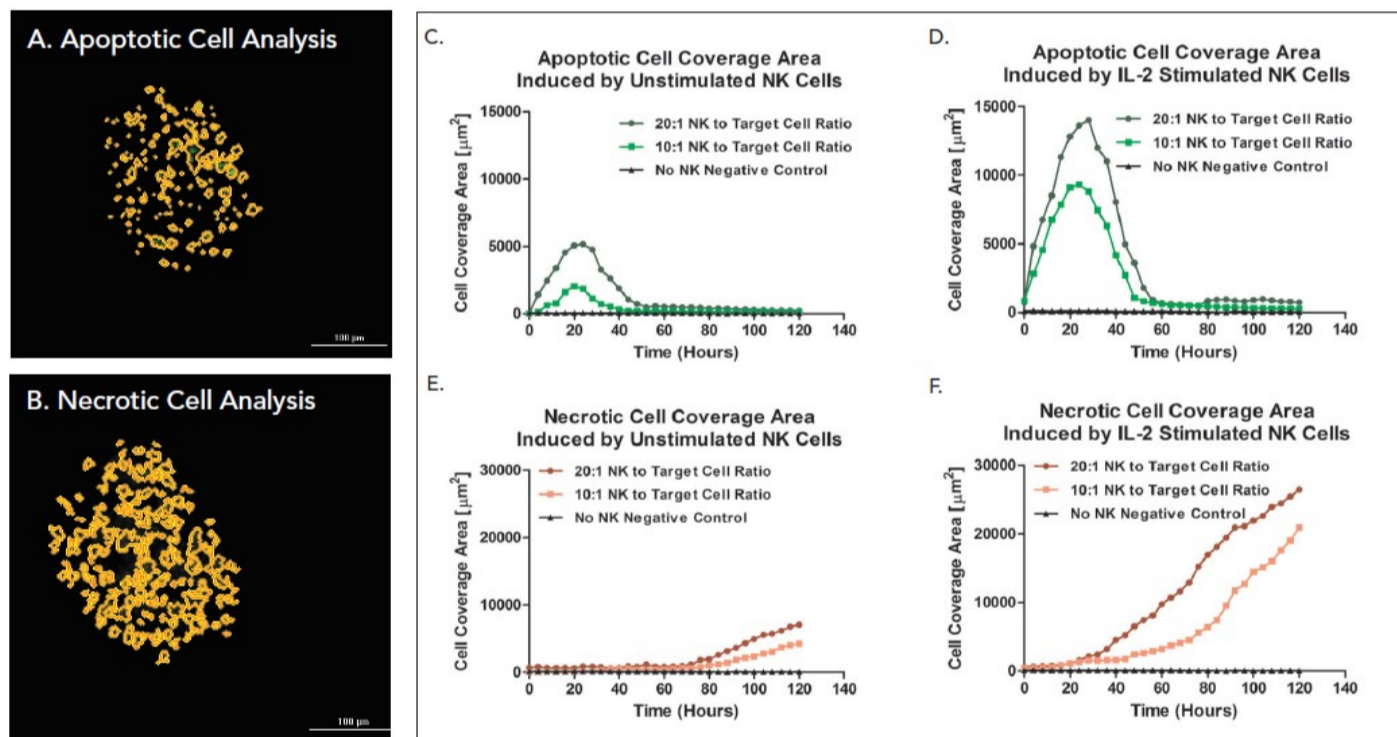 A. Apoptotic Cell Analysis
100 µm
B. Necrotic Cell Analysis
100 µm
C.
Apoptotic Cell Coverage Area
Induced by Unstimulated NK Cells
Cell Coverage Area [µm²]
15000
10000
5000
0
20:1 NK to Target Cell Ratio
10:1 NK to Target Cell Ratio
No NK Negative Control
0 20 40 60 80 100 120 140
Time (Hours)
D.
Apoptotic Cell Coverage Area
Induced by IL-2 Stimulated NK Cells
Cell Coverage Area [µm²]
15000
10000
5000
0
20:1 NK to Target Cell Ratio
10:1 NK to Target Cell Ratio
No NK Negative Control
0 20 40 60 80 100 120 140
Time (Hours)
E.
Necrotic Cell Coverage Area
Induced by Unstimulated NK Cells
Cell Coverage Area [µm²]
30000
20000
10000
0
20:1 NK to Target Cell Ratio
10:1 NK to Target Cell Ratio
No NK Negative Control
0 20 40 60 80 100 120 140
Time (Hours)
F.
Necrotic Cell Coverage Area
Induced by IL-2 Stimulated NK Cells
Cell Coverage Area [µm²]
30000
20000
10000
0
20:1 NK to Target Cell Ratio
10:1 NK to Target Cell Ratio
No NK Negative Control
0 20 40 60 80 100 120 140
Time (Hours)